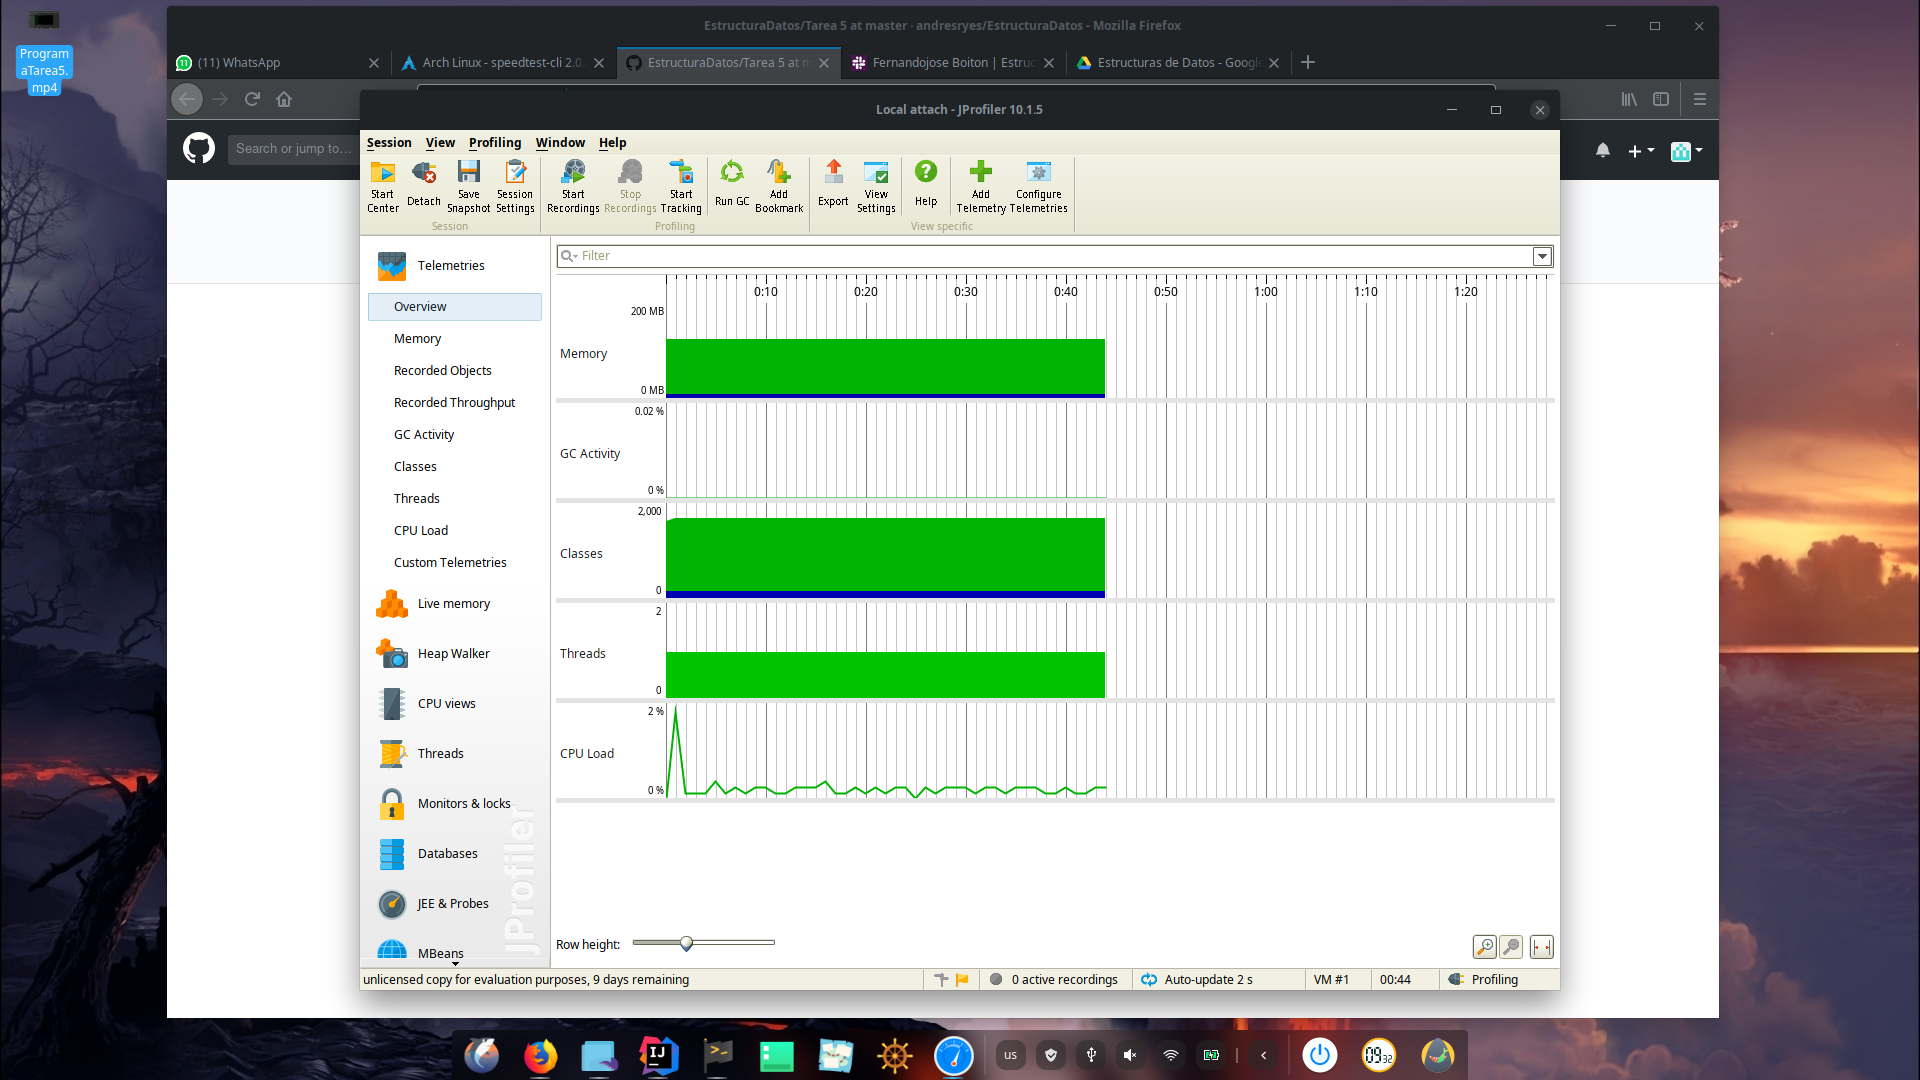 Program
aTarea5.
mp4
EstructuraDatos/Tarea 5 at master · andresryes/EstructuraDatos - Mozilla Firefox
(11) WhatsApp
Arch Linux - speedtest-cli 2.0.
EstructuraDatos/Tarea 5 at m
Fernandojose Boiton | Estruc
Estructuras de Datos - Google
Search or jump to...
Local attach - JProfiler 10.1.5
Session View Profiling Window Help
Start Center
Detach
Save Snapshot
Session Settings
Start Recordings
Stop Recordings
Start Tracking
Run GC
Add Bookmark
Export
View Settings
Help
Add Telemetry
Configure Telemetries
Session
Profiling
View specific
Telemetries
Overview
Memory
Recorded Objects
Recorded Throughput
GC Activity
Classes
Threads
CPU Load
Custom Telemetries
Live memory
Heap Walker
CPU views
Threads
Monitors & locks
Databases
JEE & Probes
MBeans
JProfiler
Filter
0:10 0:20 0:30 0:40 0:50 1:00 1:10 1:20
200 MB
Memory
0 MB
0.02 %
GC Activity
0 %
2,000
Classes
0
2
Threads
0
2 %
CPU Load
0 %
Row height:
unlicensed copy for evaluation purposes, 9 days remaining
0 active recordings
Auto-update 2 s
VM #1
00:44
Profiling
IJ
us
09:32